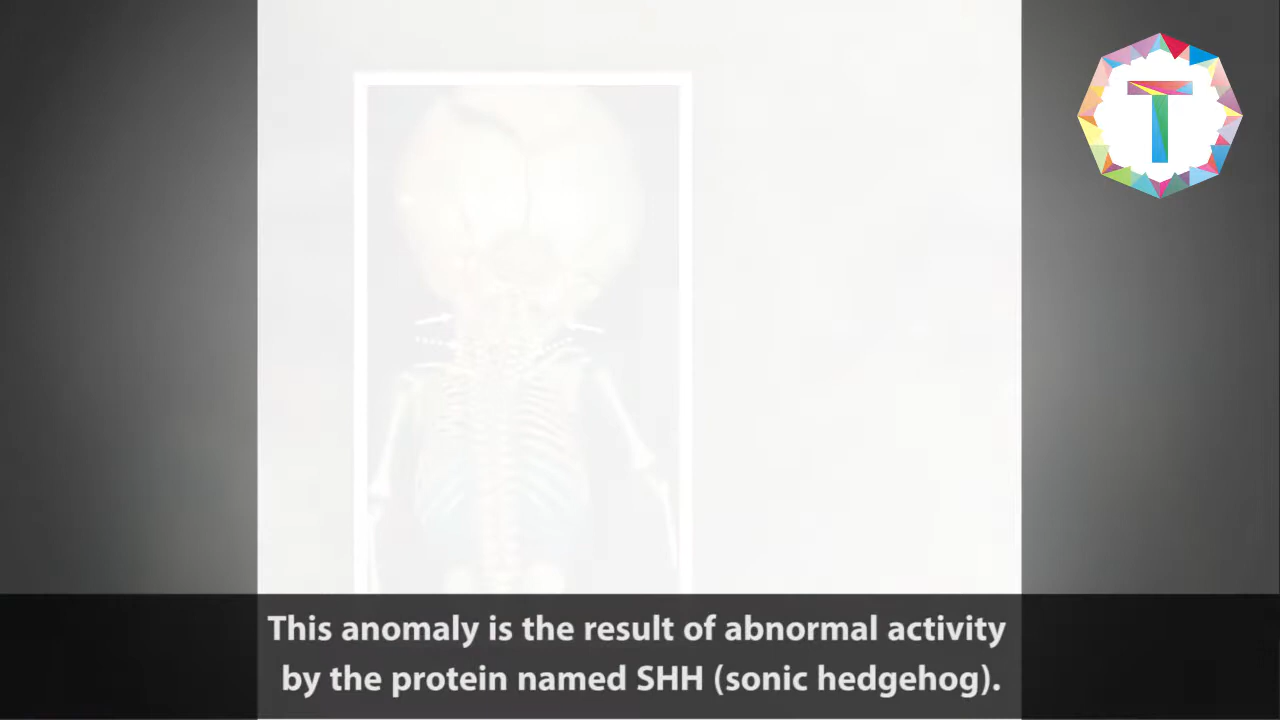 T
This anomaly is the result of abnormal activity
by the protein named SHH (sonic hedgehog).